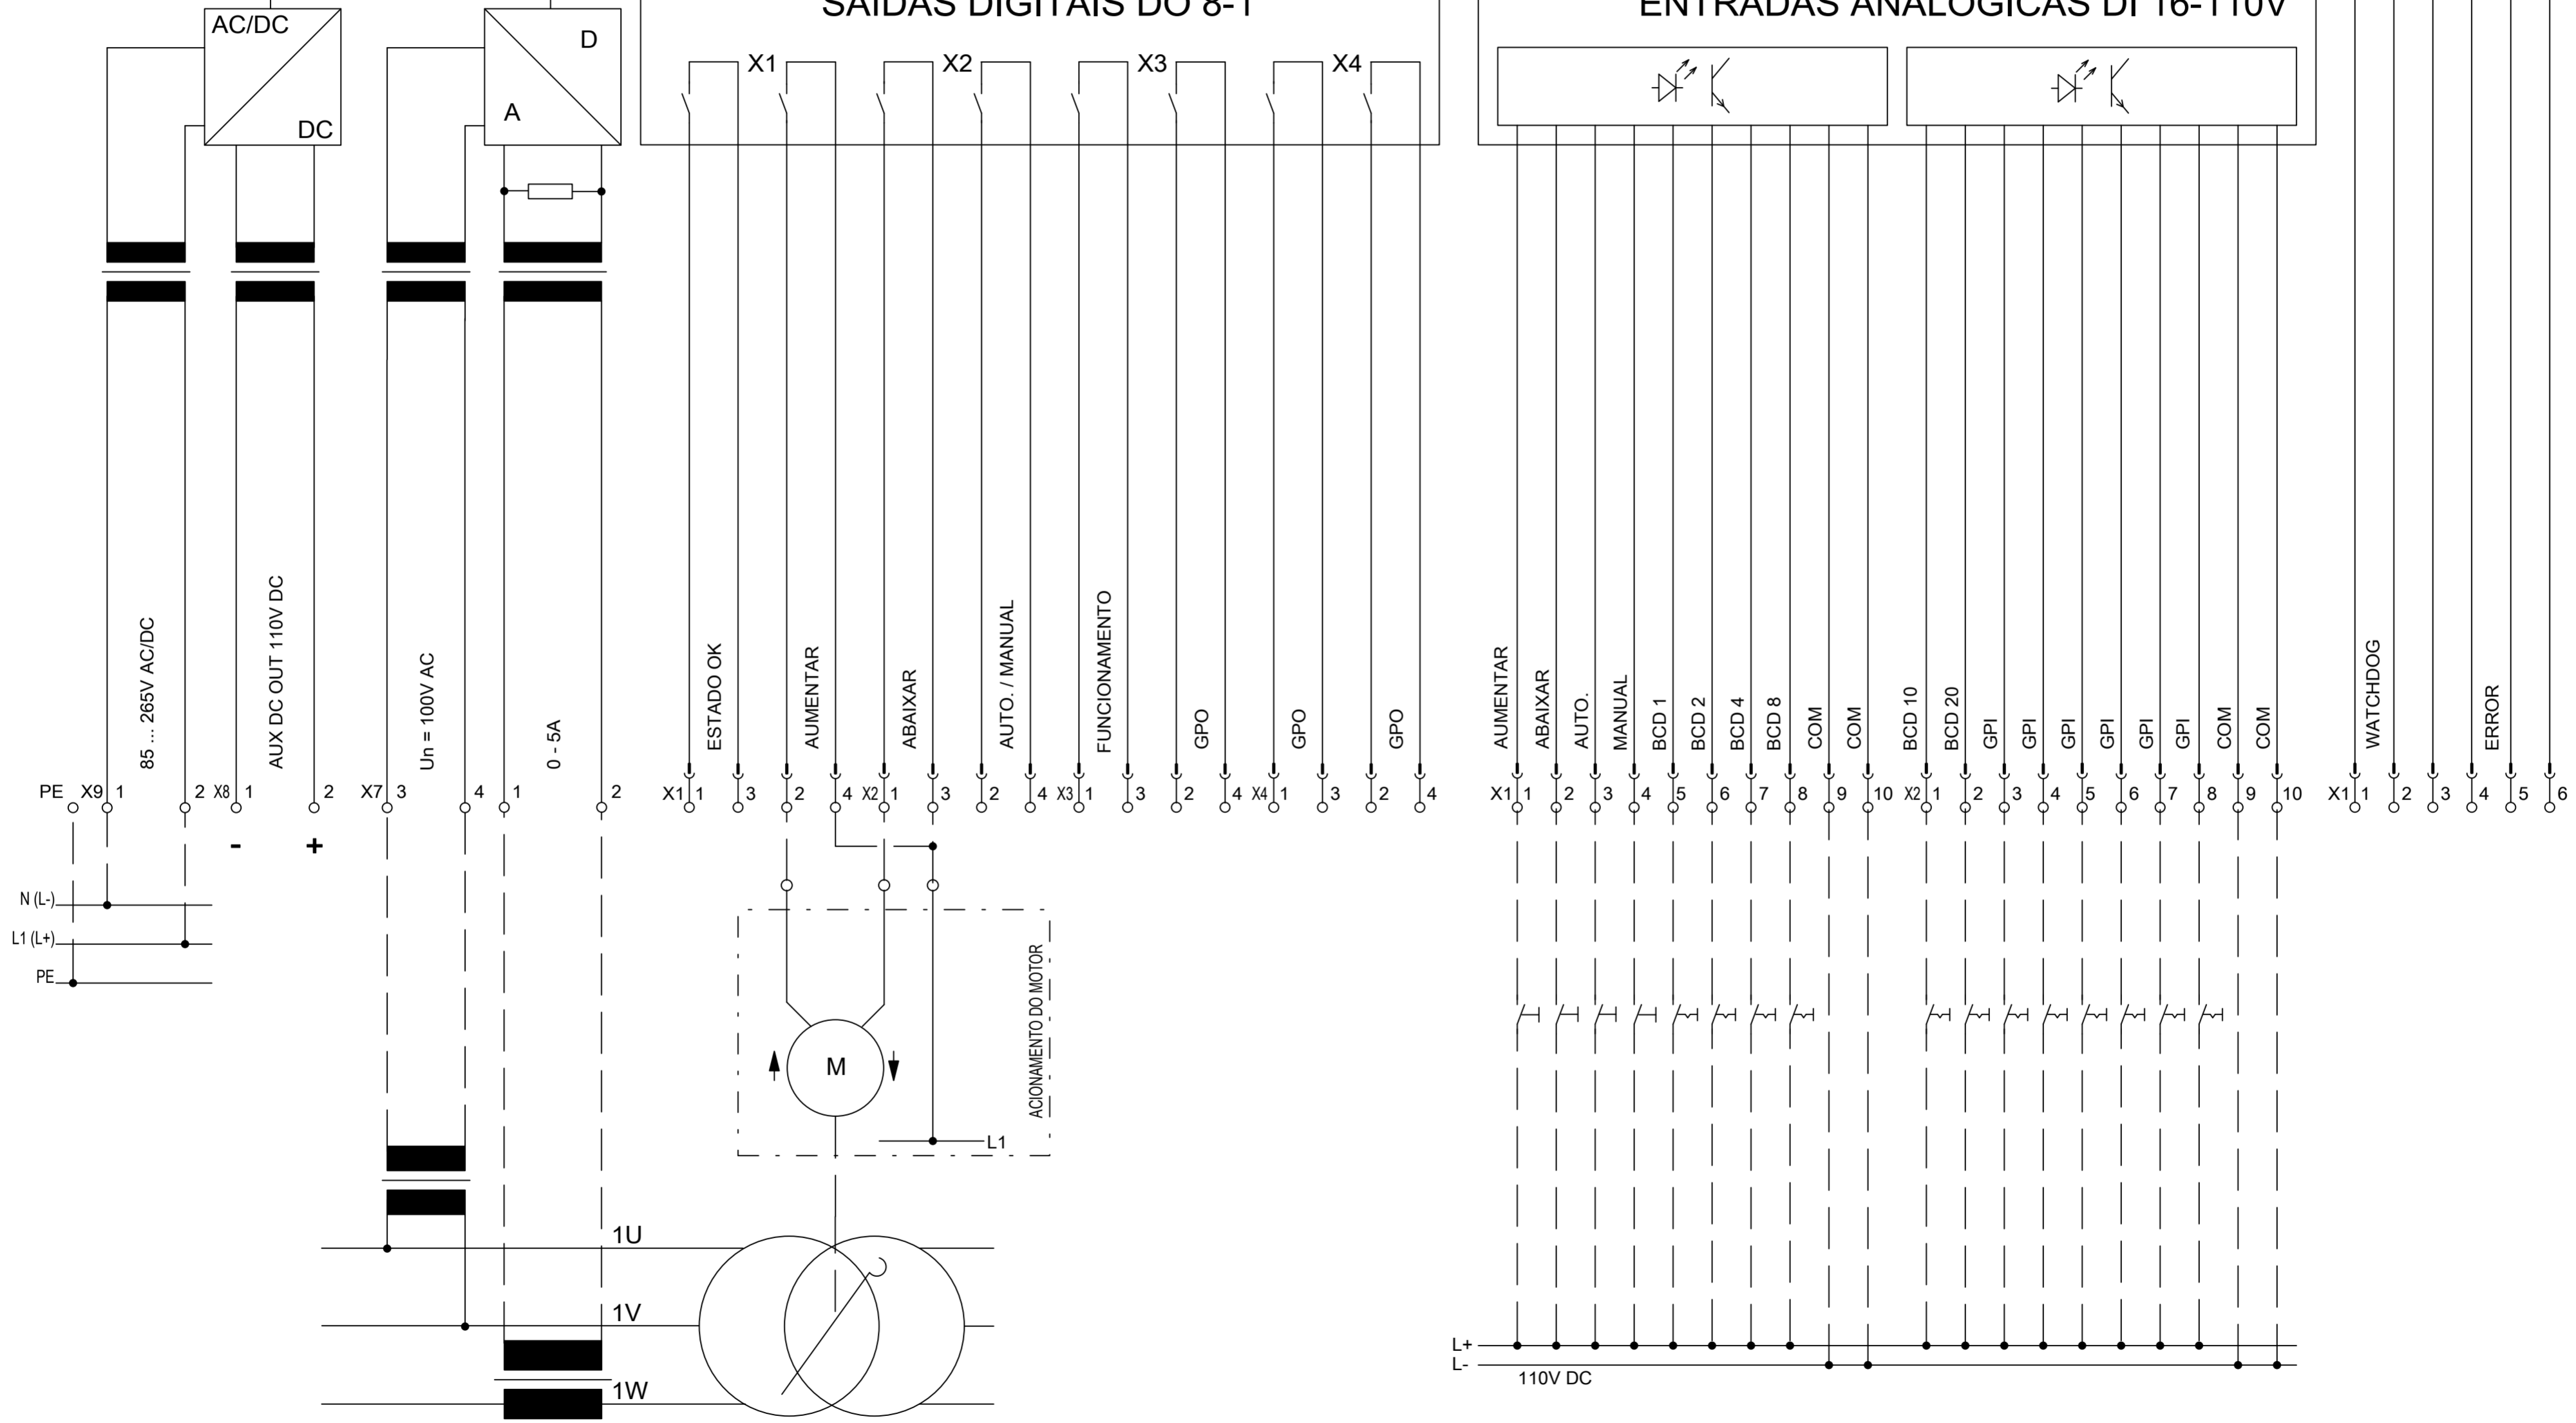 SAÍDAS DIGITAIS DO 8-1
ENTRADAS ANALÓGICAS DI 16-110V
AC/DC
DC
D
A
X1
X2
X3
X4
85 ... 265V AC/DC
AUX DC OUT 110V DC
Un = 100V AC
0 - 5A
ESTADO OK
AUMENTAR
ABAIXAR
AUTO. / MANUAL
FUNCIONAMENTO
GPO
GPO
GPO
AUMENTAR
ABAIXAR
AUTO.
MANUAL
BCD 1
BCD 2
BCD 4
BCD 8
COM
COM
BCD 10
BCD 20
GPI
GPI
GPI
GPI
GPI
GPI
COM
COM
WATCHDOG
ERROR
PE X9 1 2 X8 1 2 X7 3 4 1 2 X1 1 3 2 4 X2 1 3 2 4 X3 1 3 2 4 X4 1 3 2 4 X1 1 2 3 4 5 6 7 8 9 10 X2 1 2 3 4 5 6 7 8 9 10 X1 1 2 3 4 5 6
- +
N (L-)
L1 (L+)
PE
ACIONAMENTO DO MOTOR
M
L1
1U
1V
1W
L+
L-
110V DC